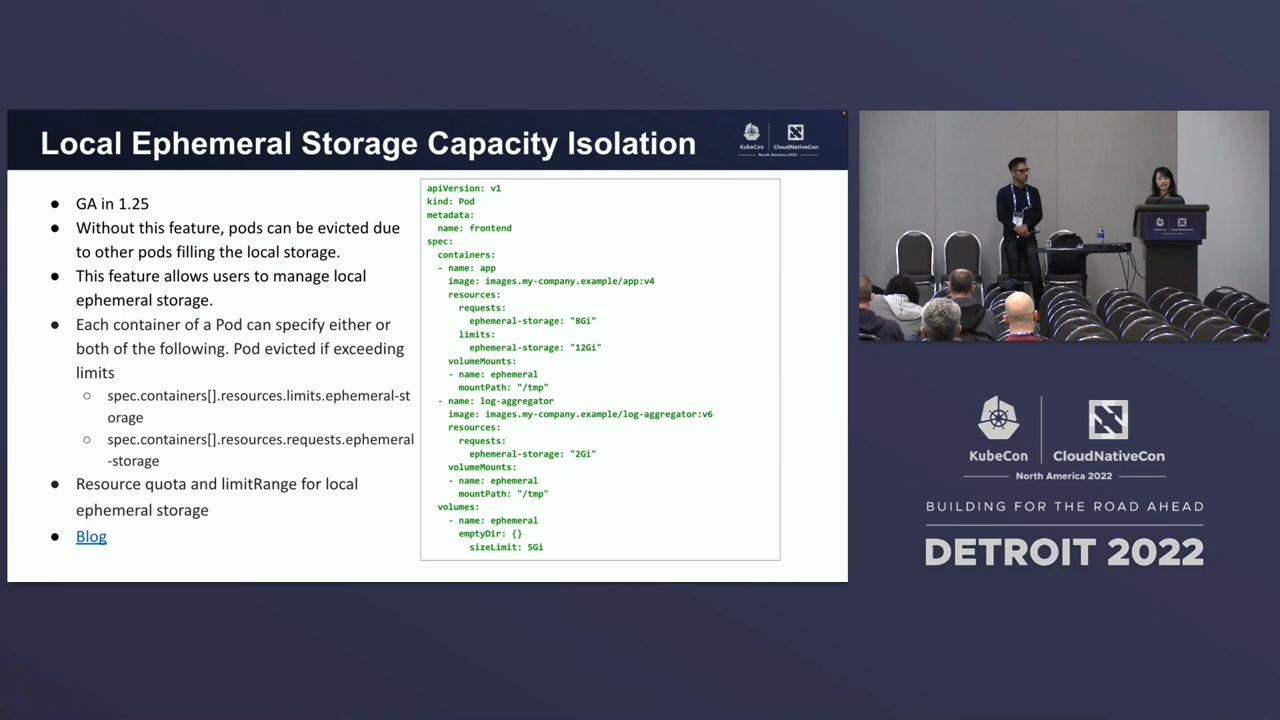 Local Ephemeral Storage Capacity Isolation
KubeCon
CloudNativeCon
North America 2022
● GA in 1.25
● Without this feature, pods can be evicted due
to other pods filling the local storage.
● This feature allows users to manage local
ephemeral storage.
● Each container of a Pod can specify either or
both of the following. Pod evicted if exceeding
limits
○ spec.containers[].resources.limits.ephemeral-st
orage
○ spec.containers[].resources.requests.ephemeral
-storage
● Resource quota and limitRange for local
ephemeral storage
● Blog
apiVersion: v1
kind: Pod
metadata:
  name: frontend
spec:
  containers:
  - name: app
    image: images.my-company.example/app:v4
    resources:
      requests:
        ephemeral-storage: "8Gi"
      limits:
        ephemeral-storage: "12Gi"
    volumeMounts:
    - name: ephemeral
      mountPath: "/tmp"
  - name: log-aggregator
    image: images.my-company.example/log-aggregator:v6
    resources:
      requests:
        ephemeral-storage: "2Gi"
    volumeMounts:
    - name: ephemeral
      mountPath: "/tmp"
  volumes:
    - name: ephemeral
      emptyDir: {}
        sizeLimit: 5Gi
KubeCon
CloudNativeCon
North America 2022
BUILDING FOR THE ROAD AHEAD
DETROIT 2022